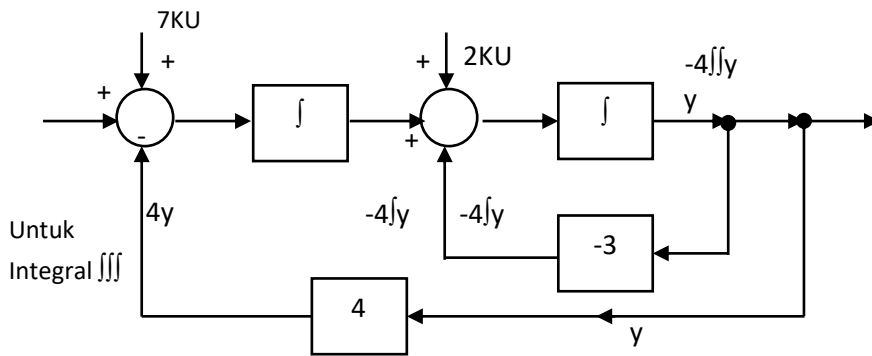 7KU
+
+
2KU
-4∬y
y
+
∫
+
∫
-
+
4y
-4∫y
-4∫y
-3
Untuk
Integral ∭
4
y